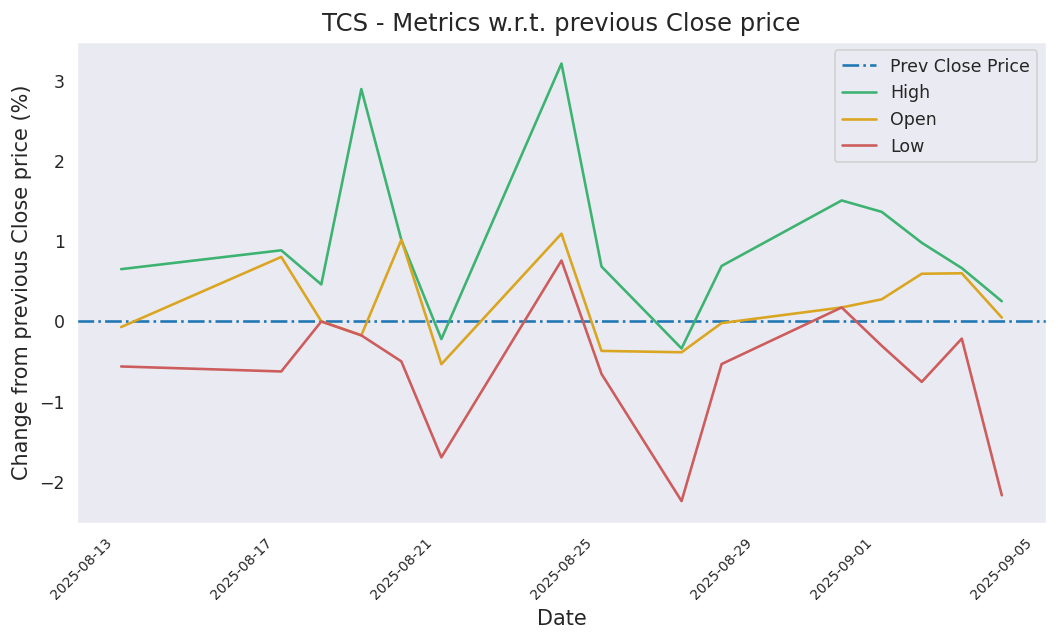 TCS - Metrics w.r.t. previous Close price
Change from previous Close price (%)
3
2
1
0
−1
−2
Prev Close Price
High
Open
Low
2025-08-13
2025-08-17
2025-08-21
2025-08-25
2025-08-29
2025-09-01
2025-09-05
Date